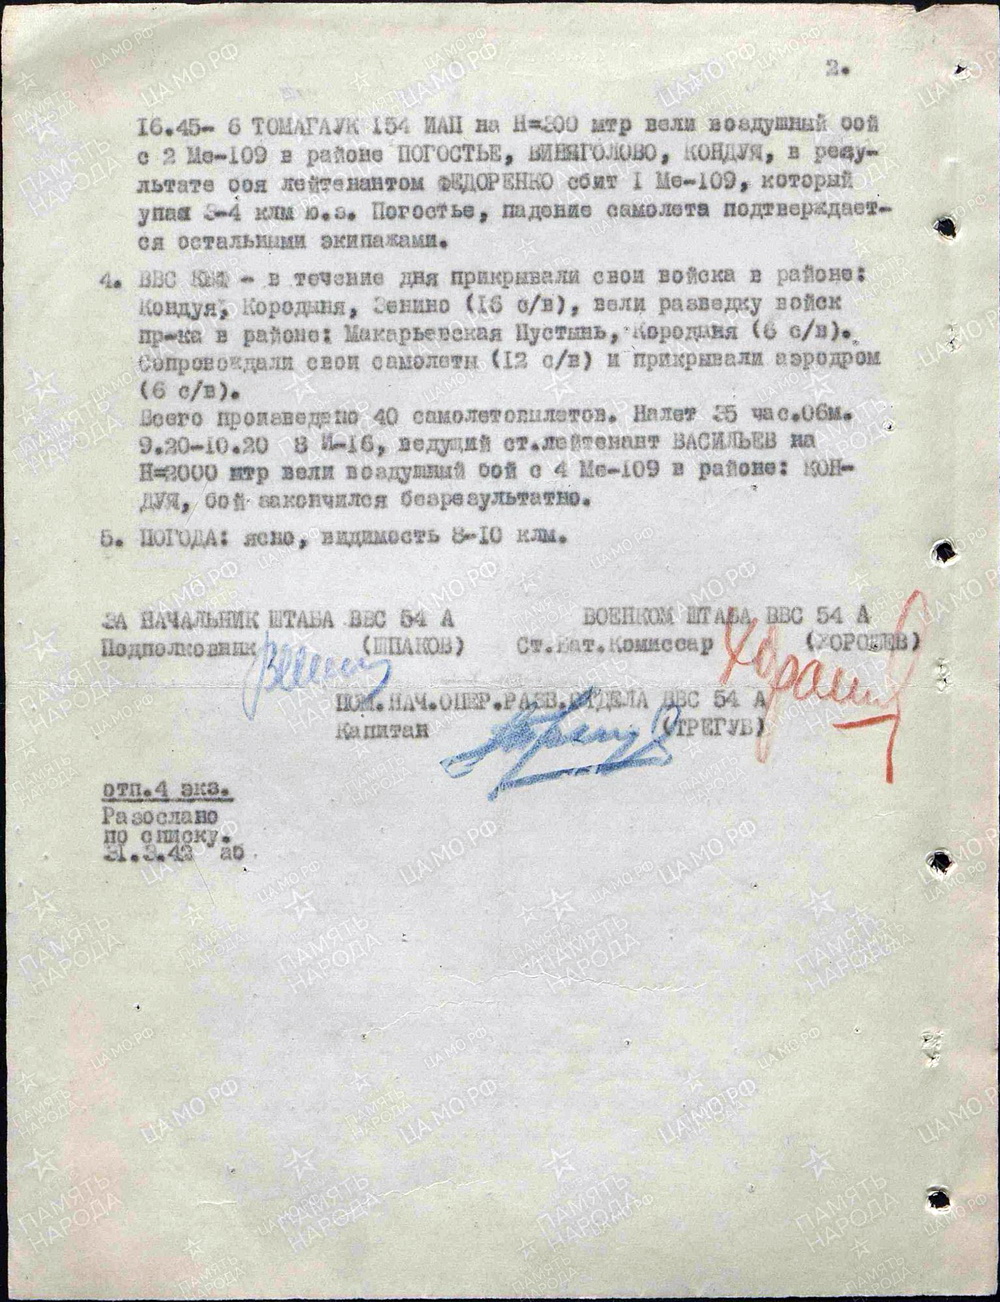 2.
16.45- 6 ТОМАГАУК 154 ИАП на Н=200 мтр вели воздушный бой
с 2 Ме-109 в районе ПОГОСТЬЕ, ВИНЯГОЛОВО, КОНДУЯ, в резу-
льтате боя лейтенантом ФЕДОРЕНКО сбит 1 Ме-109, который
упал 3-4 клм ю.з. Погостье, падение самолета подтверждает-
ся остальными экипажами.
4. ВВС КБФ - в течение дня прикрывали свои войска в районе:
Кондуя, Кородыня, Зенино (16 с/в), вели разведку войск
пр-ка в районе: Макарьевская Пустынь, Кородыня (6 с/в).
Сопровождали свои самолеты (12 с/в) и прикрывали аэродром
(6 с/в).
Всего произведено 40 самолетовылетов. Налет 35 час.06м.
9.20-10.20 8 И-16, ведущий ст.лейтенант ВАСИЛЬЕВ на
Н=2000 мтр вели воздушный бой с 4 Ме-109 в районе: КОН-
ДУЯ, бой закончился безрезультатно.
5. ПОГОДА: ясно, видимость 8-10 клм.
ЗА НАЧАЛЬНИК ШТАБА ВВС 54 А ВОЕНКОМ ШТАБА ВВС 54 А
Подполковник (ШПАКОВ) Ст.Бат.Комиссар (ХОРОШЕВ)
ПОМ.НАЧ.ОПЕР.РАЗВ.ОТДЕЛА ВВС 54 А
Капитан (ТРЕГУБ)
отп.4 экз.
Разослано
по списку.
31.3.42 аб